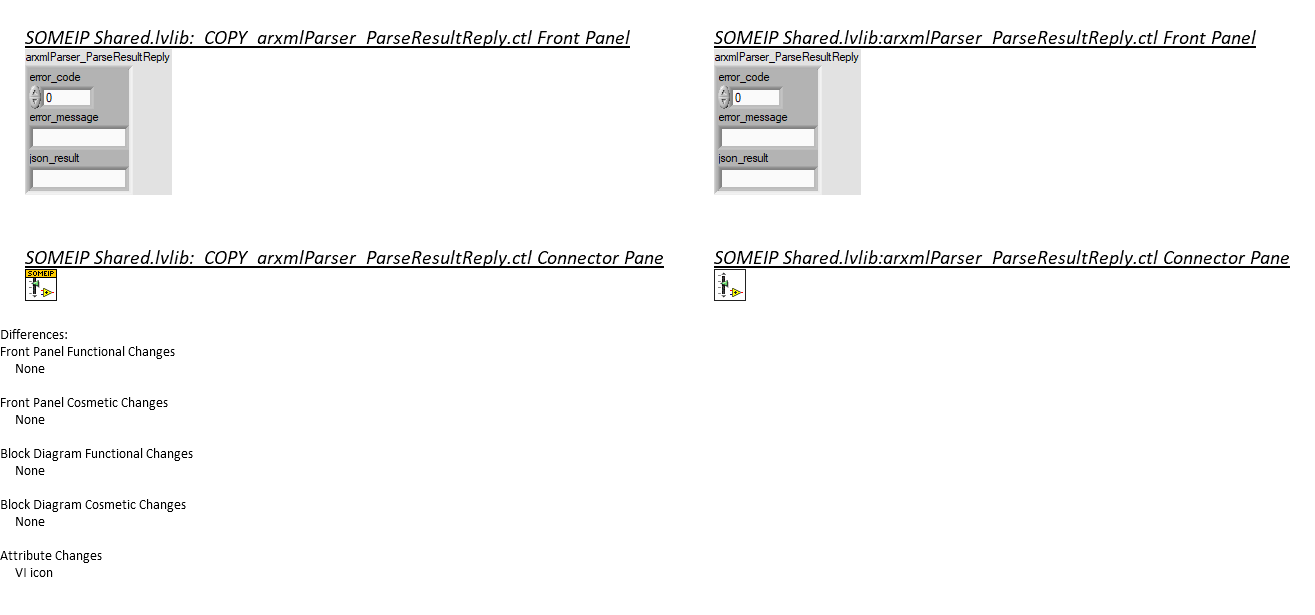 SOMEIP Shared.lvlib:_COPY_arxmlParser_ParseResultReply.ctl Front Panel
arxmlParser_ParseResultReply
error_code
0
error_message
json_result
SOMEIP Shared.lvlib:arxmlParser_ParseResultReply.ctl Front Panel
arxmlParser_ParseResultReply
error_code
0
error_message
json_result
SOMEIP Shared.lvlib:_COPY_arxmlParser_ParseResultReply.ctl Connector Pane
SOMEIP
SOMEIP Shared.lvlib:arxmlParser_ParseResultReply.ctl Connector Pane
Differences:
Front Panel Functional Changes
None
Front Panel Cosmetic Changes
None
Block Diagram Functional Changes
None
Block Diagram Cosmetic Changes
None
Attribute Changes
VI icon